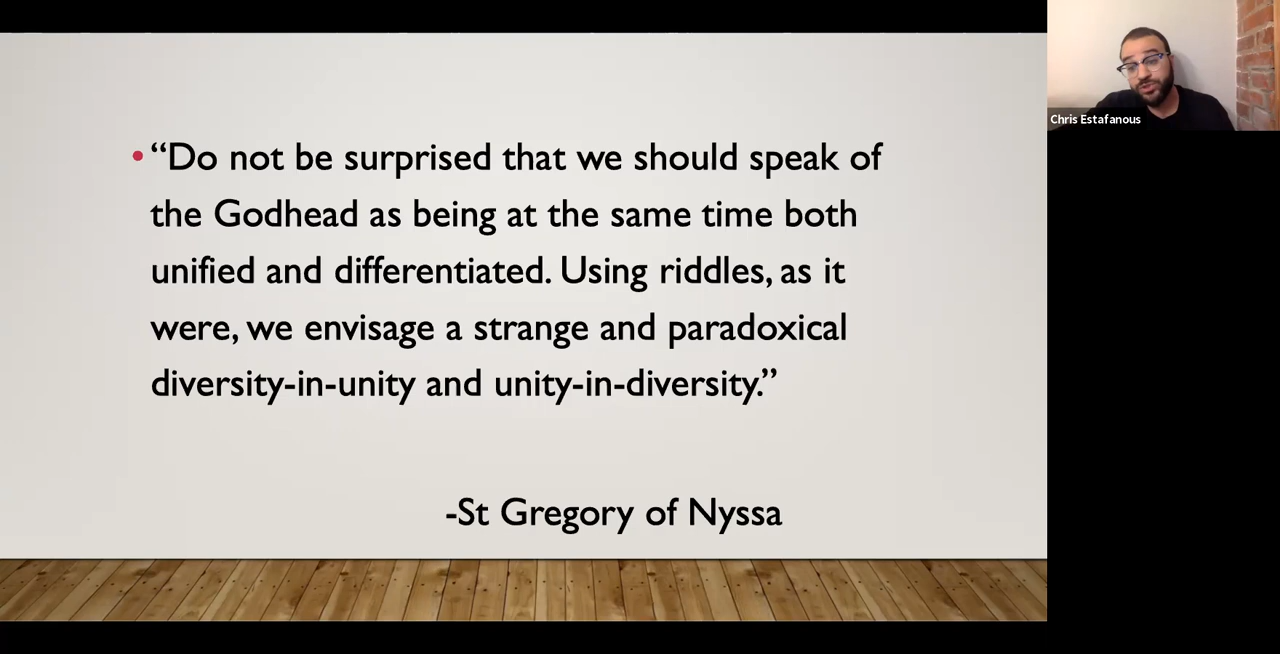 • “Do not be surprised that we should speak of
the Godhead as being at the same time both
unified and differentiated. Using riddles, as it
were, we envisage a strange and paradoxical
diversity-in-unity and unity-in-diversity.”
-St Gregory of Nyssa
Chris Estafanous